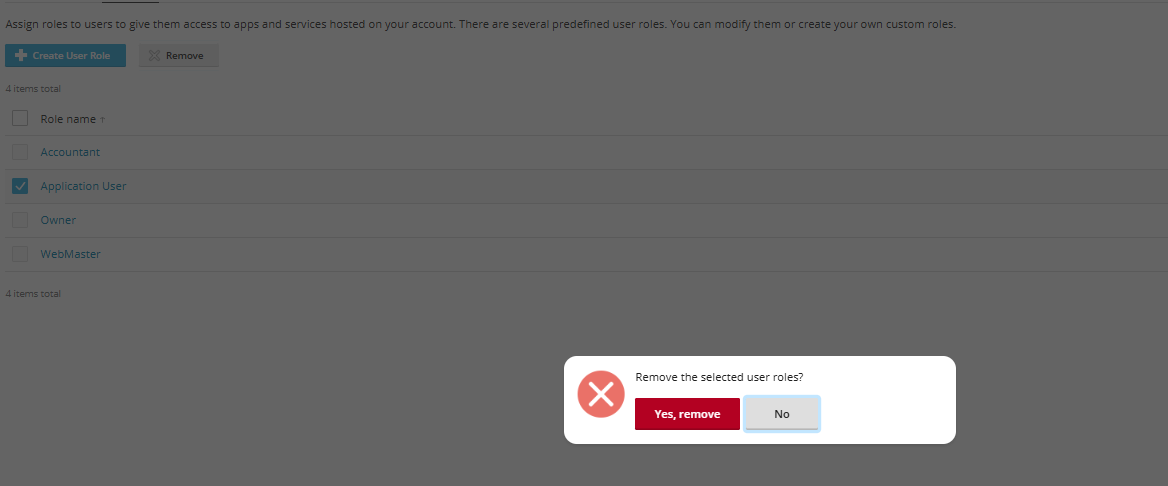 Assign roles to users to give them access to apps and services hosted on your account. There are several predefined user roles. You can modify them or create your own custom roles.
Create User Role Remove
4 items total
Role name ↑
Accountant
Application User
Owner
WebMaster
4 items total
Remove the selected user roles?
Yes, remove No